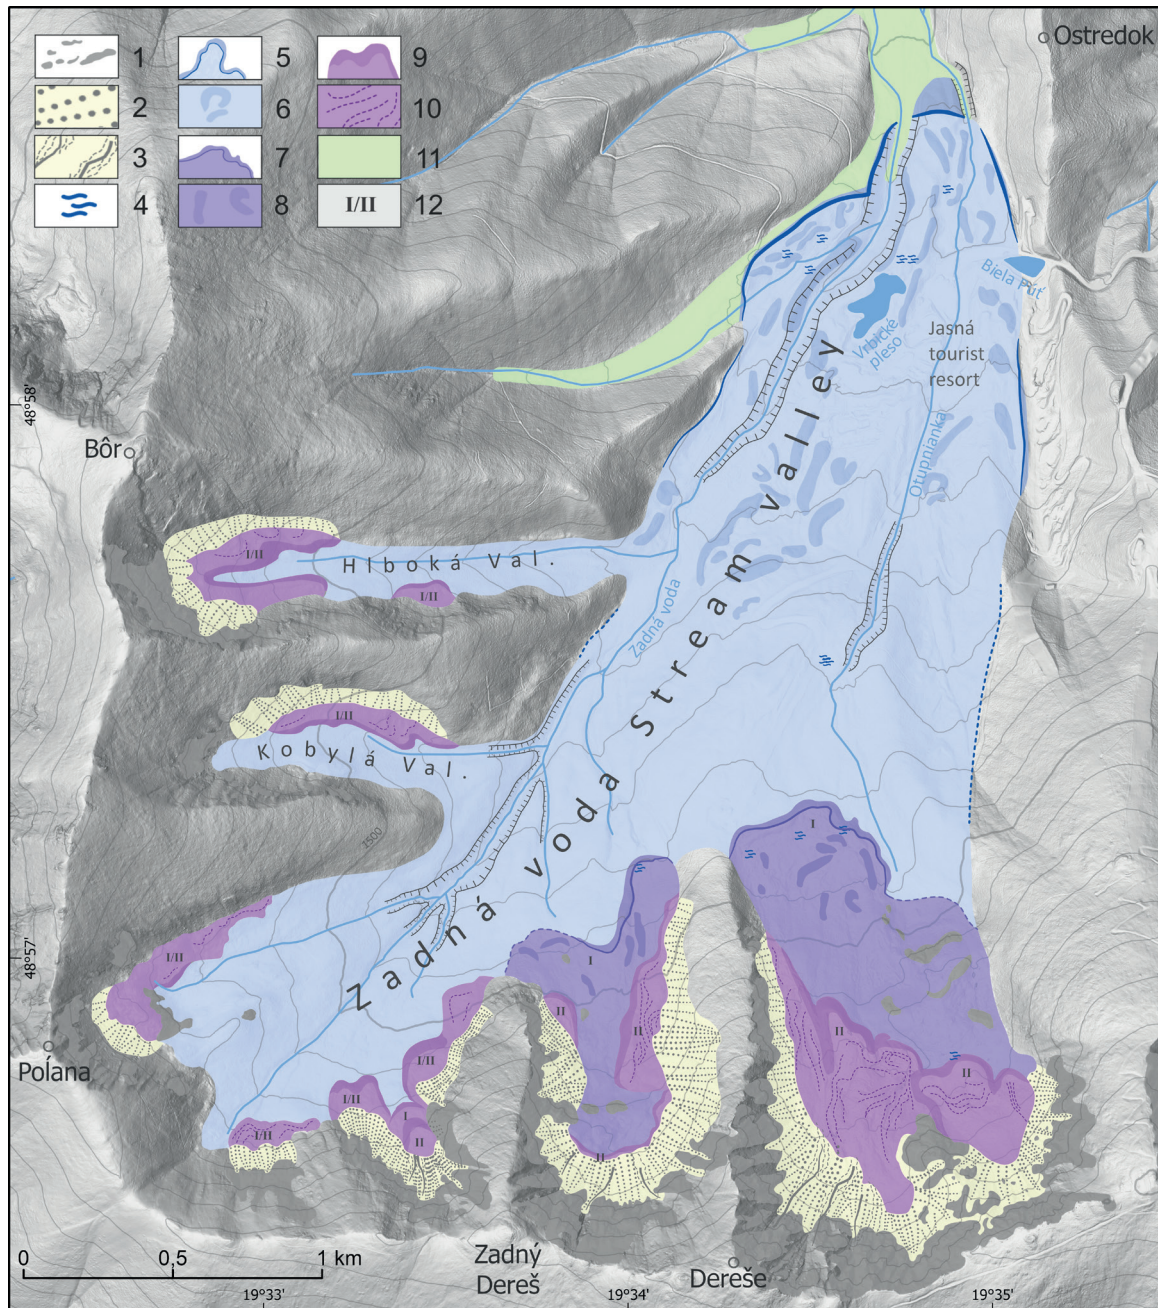 1
2
3
4
5
6
7
8
9
10
11
I/II
12
Ostredok
Biela Púť
Vrbické
pleso
Jasná
tourist
resort
48°58'
Bôr
Otupnianka
I/II
Hlboká Val.
I/II
Zadná voda
I/II
Kobylá Val.
Zadná voda Stream valley
1500
I
I/II
48°57'
I
II
II
II
II
Poľana
I/II
I/II
I
I/II
II
II
0
0,5
1 km
Zadný
Dereš
Dereše
19°33'
19°34'
19°35'